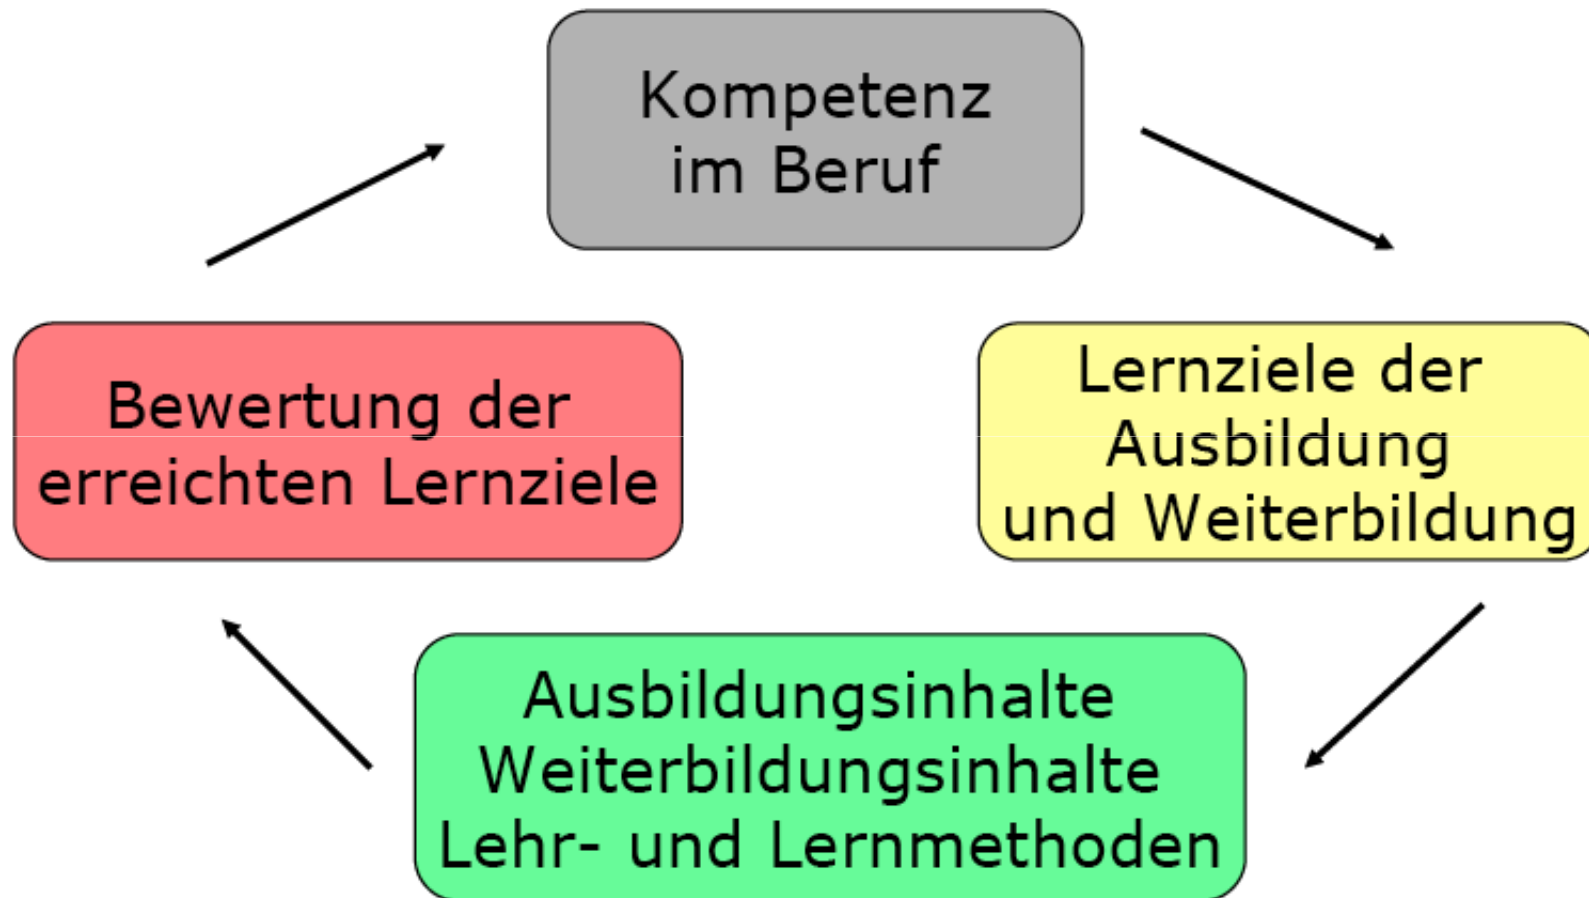 Kompetenz
im Beruf
Bewertung der
erreichten Lernziele
Lernziele der
Ausbildung
und Weiterbildung
Ausbildungsinhalte
Weiterbildungsinhalte
Lehr- und Lernmethoden